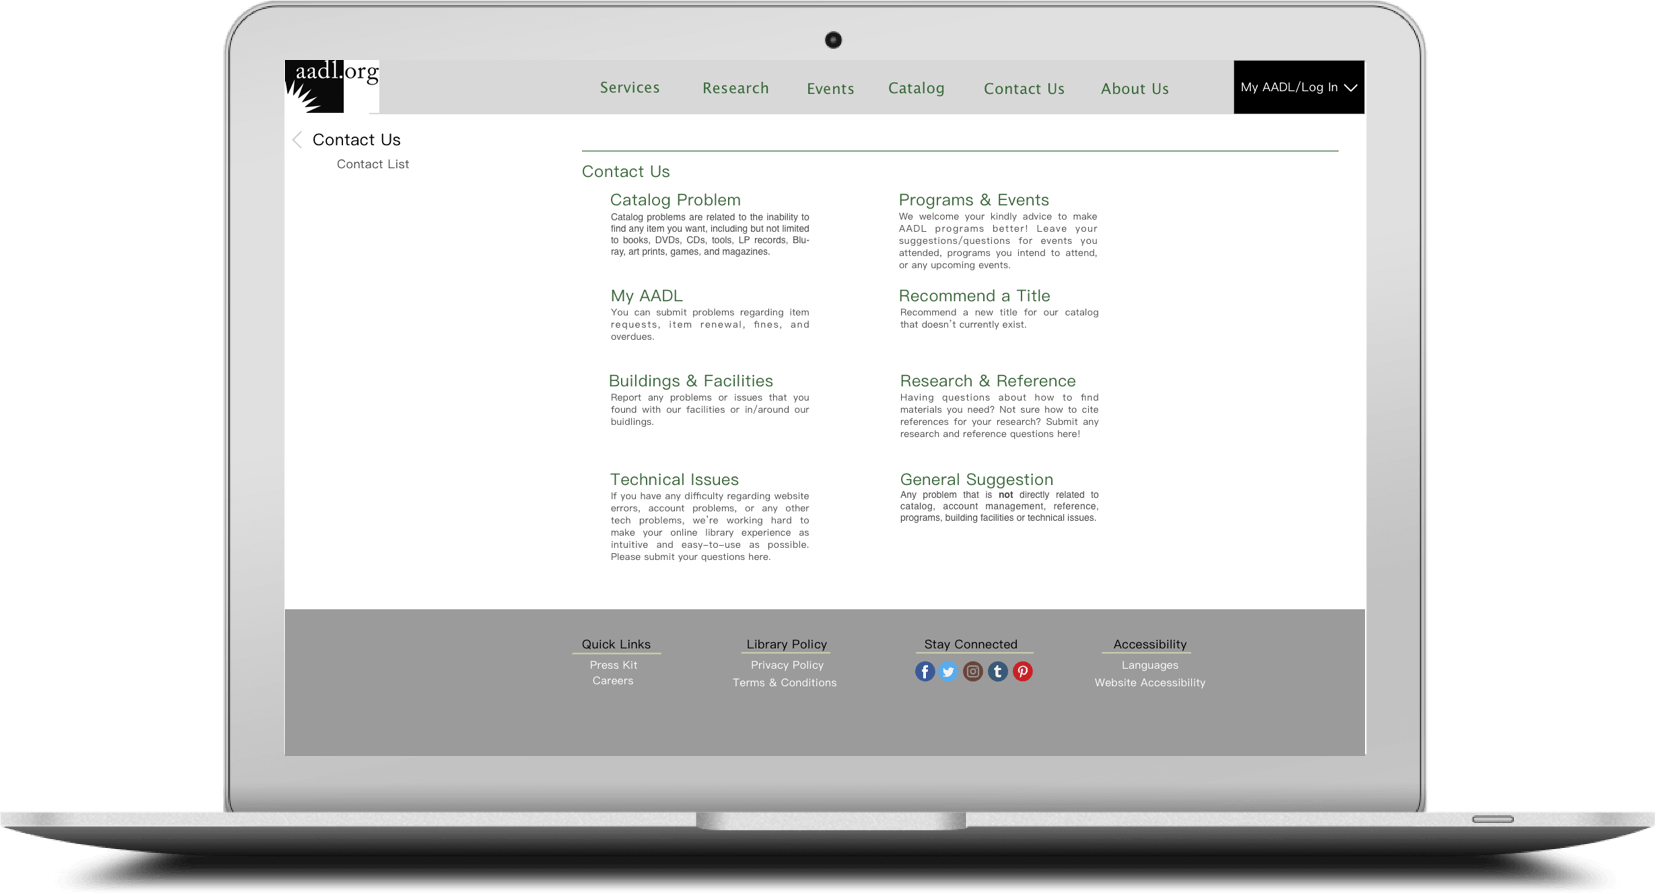 aadl.org
Services
Research
Events
Catalog
Contact Us
About Us
My AADL/Log In
Contact Us
Contact List
Contact Us
Catalog Problem
Catalog problems are related to the inability to
find any item you want, including but not limited
to books, DVDs, CDs, tools, LP records, Blu-
ray, art prints, games, and magazines.
Programs & Events
We welcome your kindly advice to make
AADL programs better! Leave your
suggestions/questions for events you
attended, programs you intend to attend,
or any upcoming events.
My AADL
You can submit problems regarding item
requests, item renewal, fines, and
overdues.
Recommend a Title
Recommend a new title for our catalog
that doesn't currently exist.
Buildings & Facilities
Report any problems or issues that you
found with our facilities or in/around our
buidlings.
Research & Reference
Having questions about how to find
materials you need? Not sure how to cite
references for your research? Submit any
research and reference questions here!
Technical Issues
If you have any difficulty regarding website
errors, account problems, or any other
tech problems, we're working hard to
make your online library experience as
intuitive and easy-to-use as possible.
Please submit your questions here.
General Suggestion
Any problem that is not directly related to
catalog, account management, reference,
programs, building facilities or technical issues.
Quick Links
Press Kit
Careers
Library Policy
Privacy Policy
Terms & Conditions
Stay Connected
Accessibility
Languages
Website Accessibility